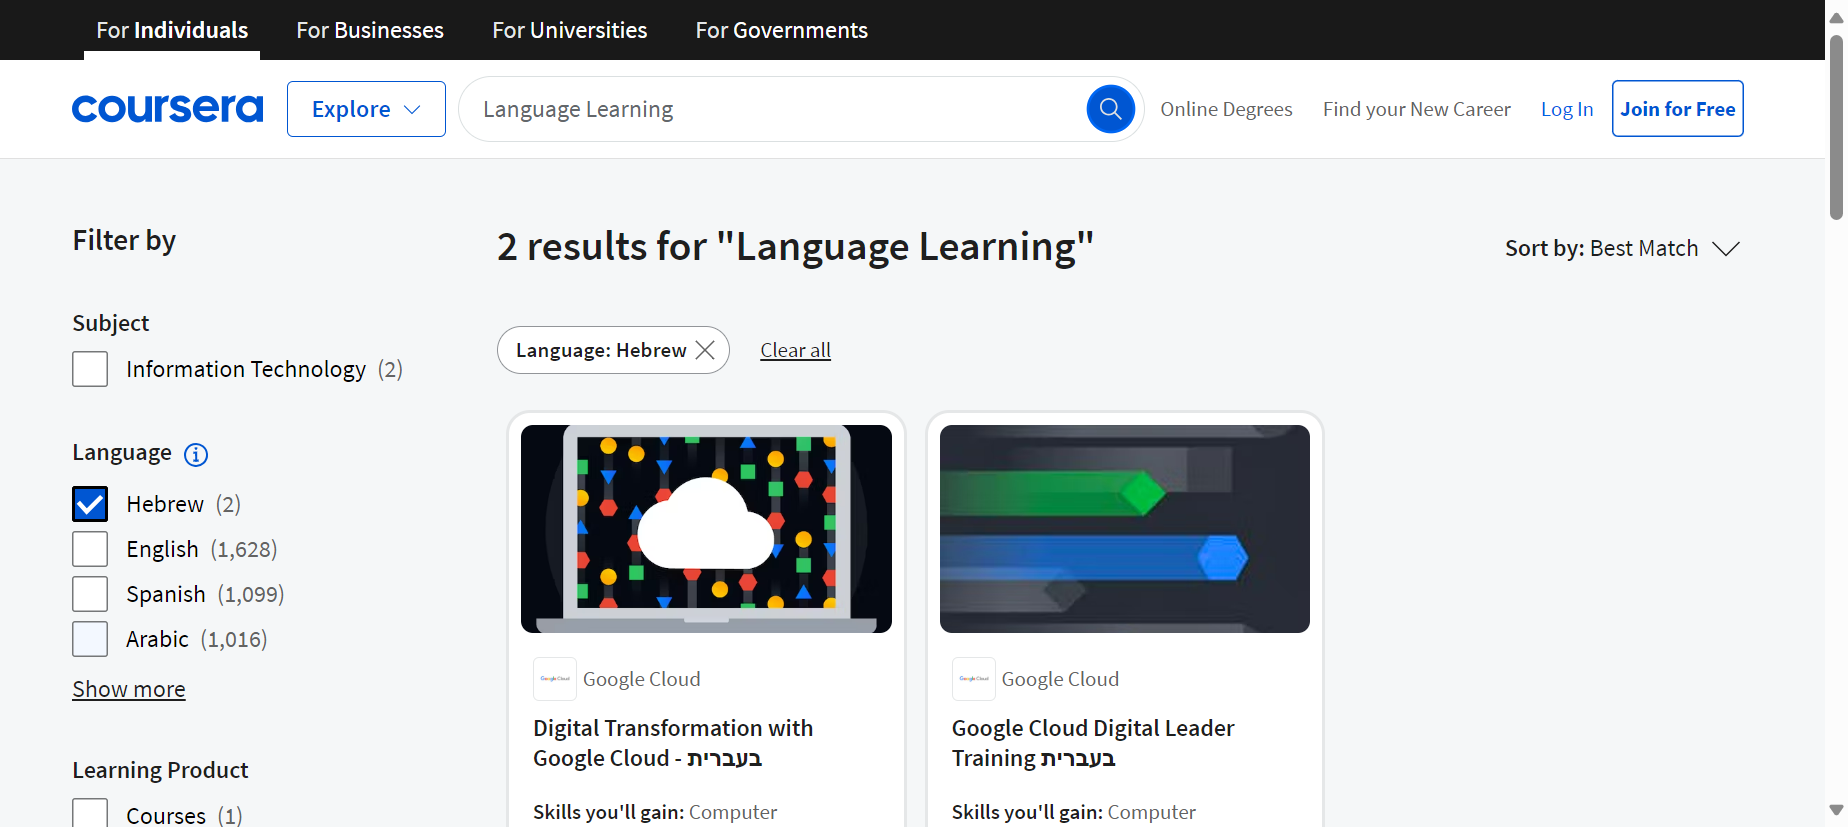 For Individuals
For Businesses
For Universities
For Governments
coursera
Explore
Language Learning
Online Degrees
Find your New Career
Log In
Join for Free
Filter by
Subject
Information Technology (2)
Language
Hebrew (2)
English (1,628)
Spanish (1,099)
Arabic (1,016)
Show more
Learning Product
Courses (1)
2 results for "Language Learning"
Sort by: Best Match
Language: Hebrew
Clear all
Google Cloud
Google Cloud
Digital Transformation with
Google Cloud - בעברית
Skills you'll gain: Computer
Google Cloud
Google Cloud
Google Cloud Digital Leader
Training בעברית
Skills you'll gain: Computer